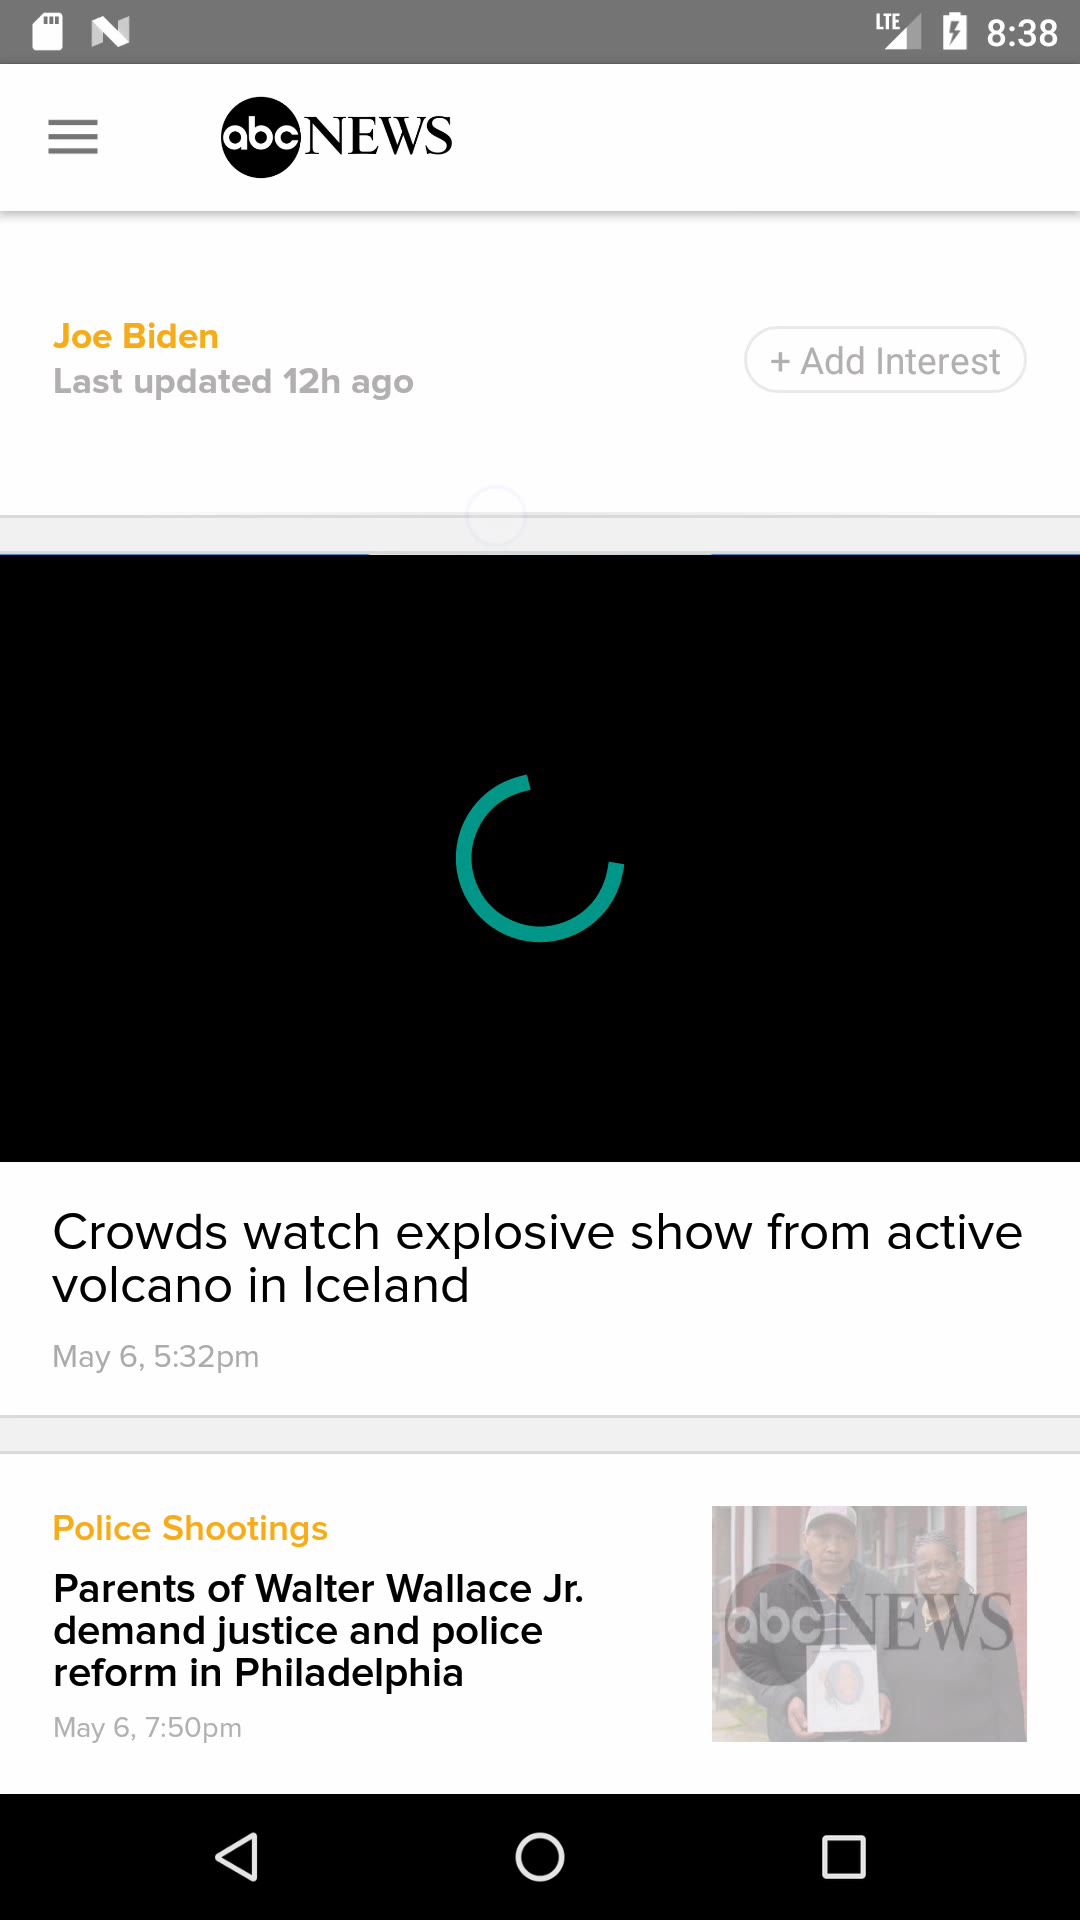 LTE 8:38
abc NEWS
Joe Biden
Last updated 12h ago
+ Add Interest
Crowds watch explosive show from active
volcano in Iceland
May 6, 5:32pm
Police Shootings
Parents of Walter Wallace Jr.
demand justice and police
reform in Philadelphia
May 6, 7:50pm
abc NEWS